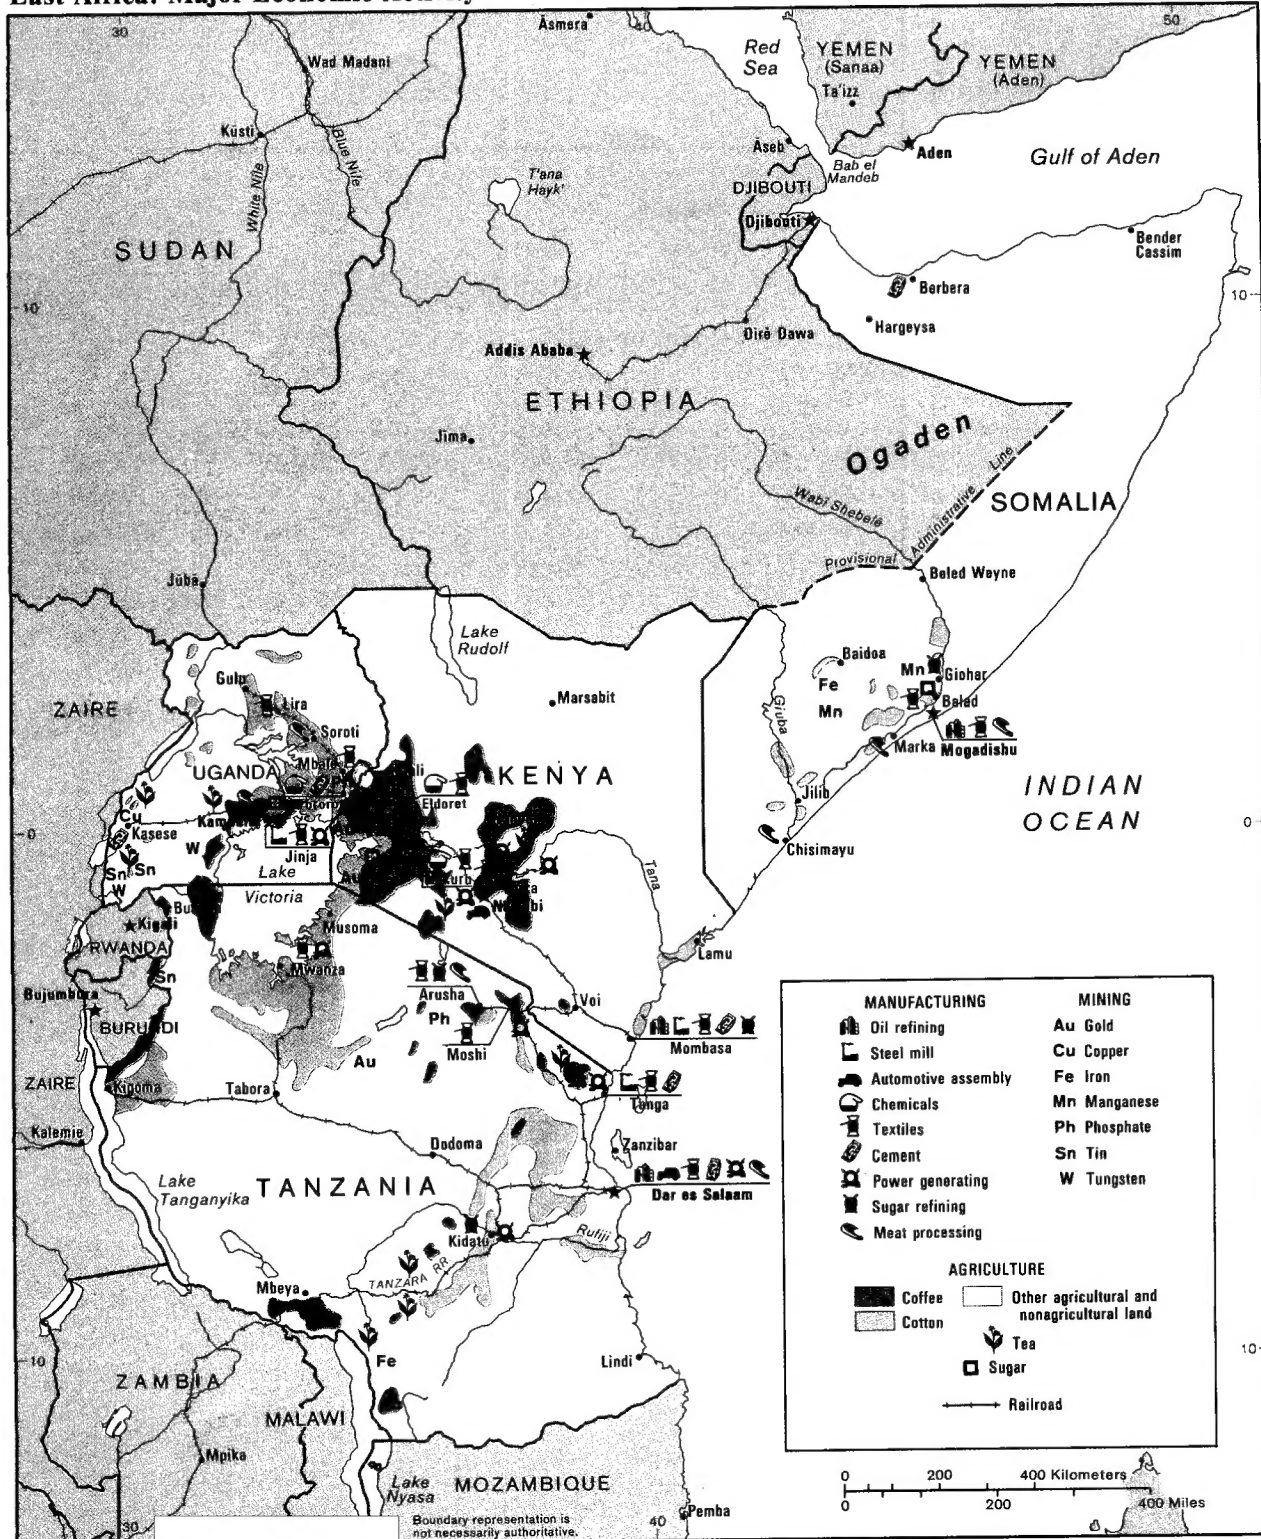 East Africa: Major Economic Activity
30
40
50
Asmera
Wad Madani
Red
Sea
YEMEN
(Sanaa)
YEMEN
(Aden)
Ta'izz
Kusti
Blue Nile
White Nile
Aseb
Aden
Bab el
Mandeb
Gulf of Aden
T'ana
Hayk'
DJIBOUTI
Djibouti
SUDAN
Bender
Cassim
10
10
Berbera
Hargeysa
Dirē Dawa
Addis Ababa
ETHIOPIA
Jima
Ogaden
Wabi Shebelē
Provisional Administrative Line
SOMALIA
Juba
Beled Weyne
Lake
Rudolf
Baidoa
Mn
Giohar
Fe
Mn
Balad
Gulu
Marsabit
ZAIRE
Lira
Soroti
Giuba
Marka
Mogadishu
UGANDA
Mbale
KENYA
INDIAN
OCEAN
Eldoret
Jilib
Cu
Kasese
0
0
W
Jinja
Chisimayu
Sn
Sn
W
Lake
Victoria
Tana
Kigali
RWANDA
Musoma
Lamu
Sn
Mwanza
Bujumbura
BURUNDI
Arusha
Voi
Ph
Moshi
Mombasa
Au
ZAIRE
Kigoma
Tabora
Tanga
Kalemie
Dodoma
Zanzibar
Lake
Tanganyika
TANZANIA
Dar es Salaam
Kidatu
Rufiji
TANZARA RR
Mbeya
Fe
Lindi
10
10
ZAMBIA
MALAWI
Mpika
Lake
Nyasa
MOZAMBIQUE
Pemba
30
40
Boundary representation is
not necessarily authoritative.
MANUFACTURING
Oil refining
Steel mill
Automotive assembly
Chemicals
Textiles
Cement
Power generating
Sugar refining
Meat processing
MINING
Au Gold
Cu Copper
Fe Iron
Mn Manganese
Ph Phosphate
Sn Tin
W Tungsten
AGRICULTURE
Coffee
Cotton
Other agricultural and
nonagricultural land
Tea
Sugar
Railroad
0 200 400 Kilometers
0 200 400 Miles